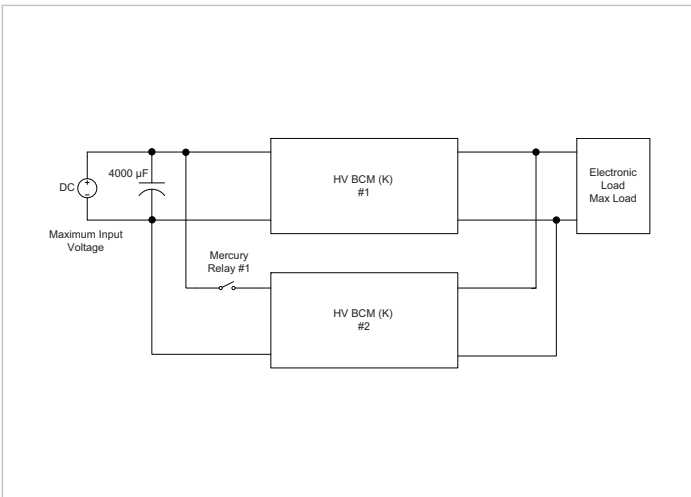 4000 µF
DC
Maximum Input
Voltage
HV BCM (K)
#1
Electronic
Load
Max Load
Mercury
Relay #1
HV BCM (K)
#2